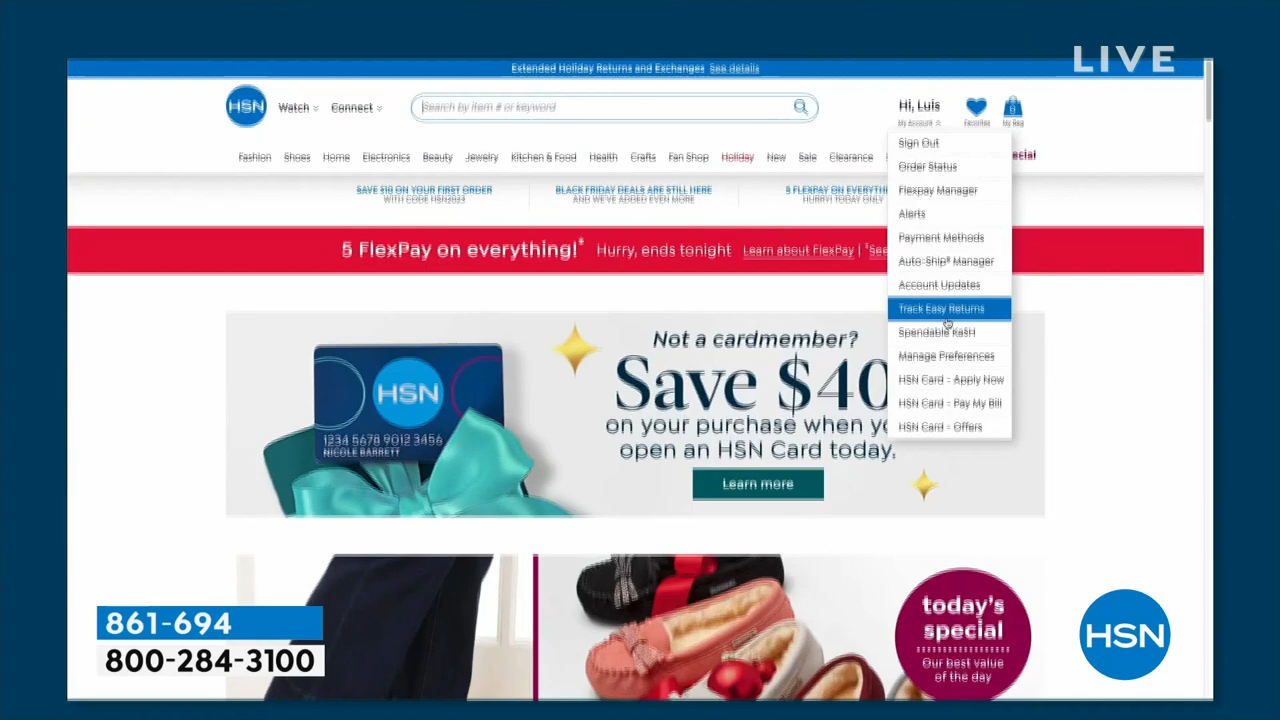 LIVE
Extended Holiday Returns and Exchanges See details
HSN Watch Connect
Search by item # or keyword
Hi, Luis
My Account
Favorites
6
My Bag
Fashion Shoes Home Electronics Beauty Jewelry Kitchen & Food Health Crafts Fan Shop Holiday New Sale Clearance
SAVE $10 ON YOUR FIRST ORDER
WITH CODE HSN2023
BLACK FRIDAY DEALS ARE STILL HERE
AND WE'VE ADDED EVEN MORE
5 FLEXPAY ON
HURRY! TODAY ONLY
5 FlexPay on everything!* Hurry, ends tonight Learn about FlexPay |
Sign Out
Order Status
Flexpay Manager
Alerts
Payment Methods
Auto-Ship® Manager
Account Updates
Track Easy Returns
Spendable Ka$H
Manage Preferences
HSN Card - Apply Now
HSN Card - Pay My Bill
HSN Card - Offers
HSN
1234 5678 9012 3456
NICOLE BARRETT
Not a cardmember?
Save $40
on your purchase when
open an HSN Card today.
Learn more
today's
special
Our best value
of the day
861-694
800-284-3100
HSN